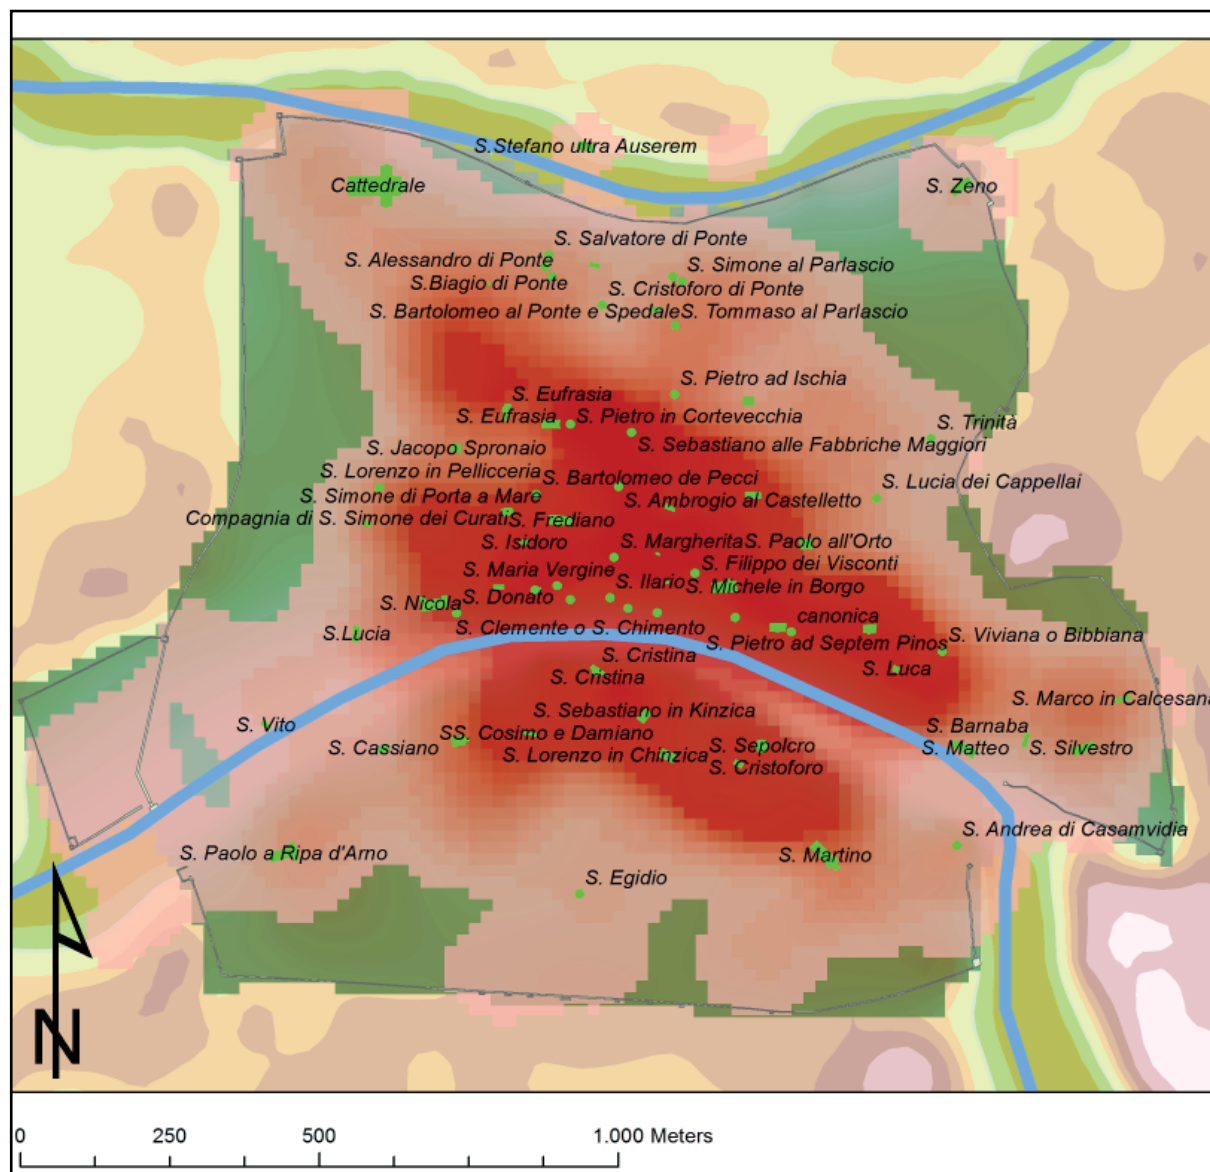 S.Stefano ultra Auserem
Cattedrale
S. Zeno
S. Salvatore di Ponte
S. Alessandro di Ponte
S. Simone al Parlascio
S.Biagio di Ponte
S. Cristoforo di Ponte
S. Bartolomeo al Ponte e Spedale
S. Tommaso al Parlascio
S. Pietro ad Ischia
S. Eufrasia
S. Eufrasia
S. Pietro in Cortevecchia
S. Trinità
S. Jacopo Spronaio
S. Sebastiano alle Fabbriche Maggiori
S. Lorenzo in Pellicceria
S. Bartolomeo de Pecci
S. Lucia dei Cappellai
S. Simone di Porta a Mare
S. Ambrogio al Castelletto
Compagnia di S. Simone dei Curati
S. Frediano
S. Isidoro
S. Margherita
S. Paolo all'Orto
S. Maria Vergine
S. Filippo dei Visconti
S. Ilario
S. Michele in Borgo
S. Nicola
S. Donato
canonica
S.Lucia
S. Clemente o S. Chimento
S. Pietro ad Septem Pinos
S. Viviana o Bibbiana
S. Cristina
S. Cristina
S. Luca
S. Marco in Calcesana
S. Sebastiano in Kinzica
S. Vito
S. Barnaba
S. Cassiano
SS. Cosimo e Damiano
S. Sepolcro
S. Matteo
S. Silvestro
S. Lorenzo in Chinzica
S. Cristoforo
S. Andrea di Casamvidia
S. Paolo a Ripa d'Arno
S. Martino
S. Egidio
N
0 250 500 1.000 Meters